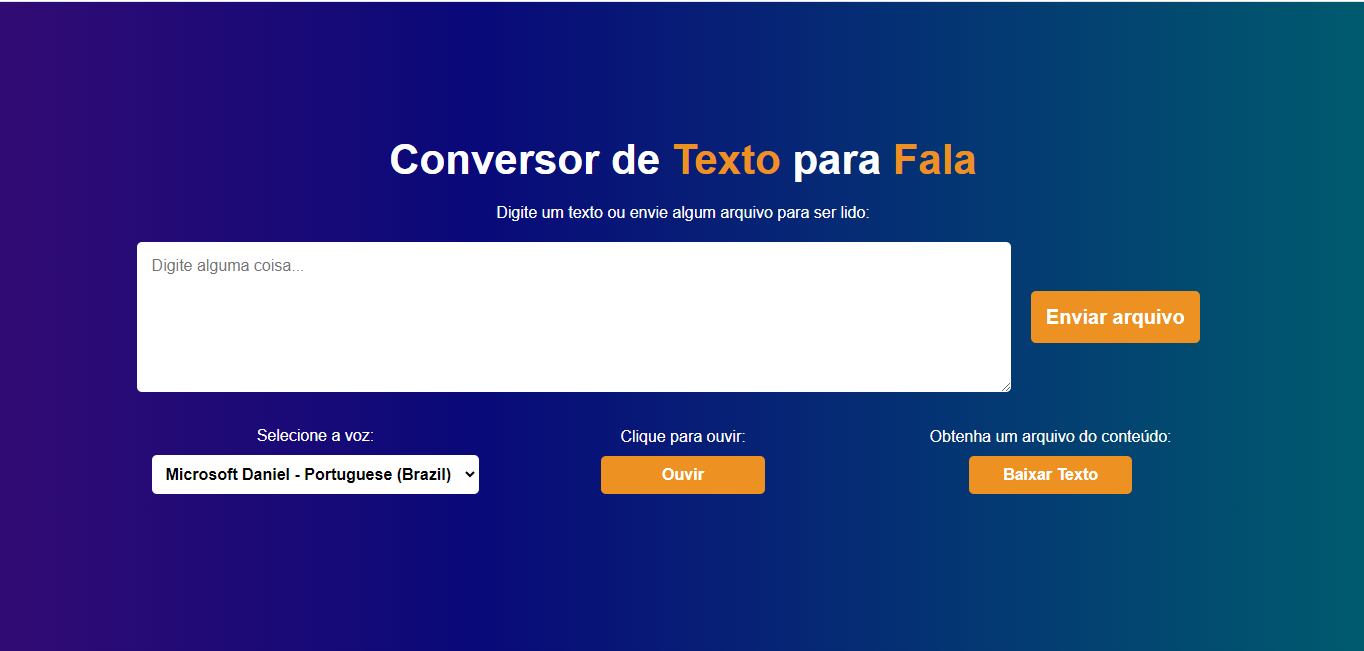 Conversor de Texto para Fala
Digite um texto ou envie algum arquivo para ser lido:
Digite alguma coisa...
Enviar arquivo
Selecione a voz:
Microsoft Daniel - Portuguese (Brazil)
Clique para ouvir:
Ouvir
Obtenha um arquivo do conteúdo:
Baixar Texto